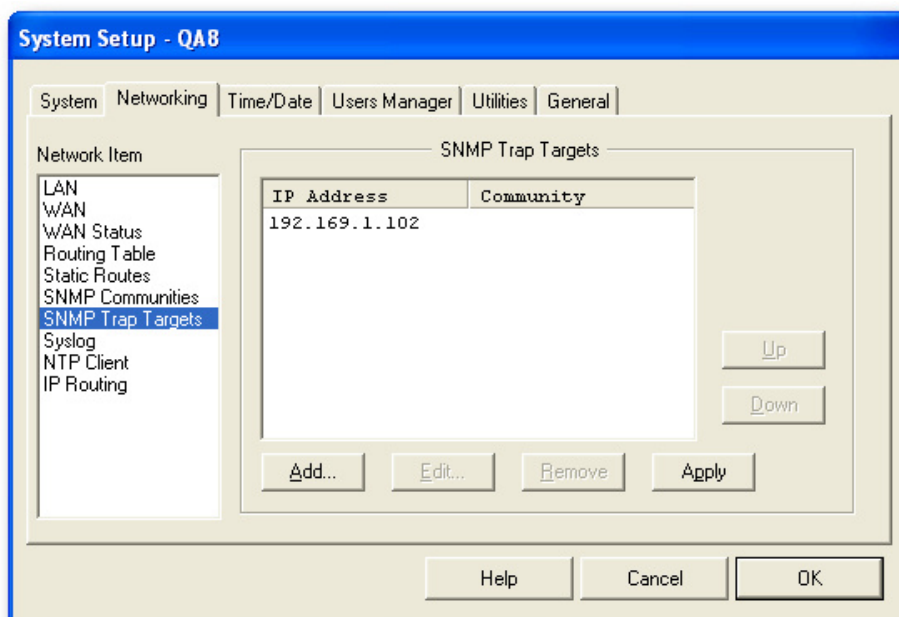 System Setup - QA8
System Networking Time/Date Users Manager Utilities General
Network Item
LAN
WAN
WAN Status
Routing Table
Static Routes
SNMP Communities
SNMP Trap Targets
Syslog
NTP Client
IP Routing
SNMP Trap Targets
IP Address Community
192.169.1.102
Up
Down
Add... Edit... Remove Apply
Help Cancel OK